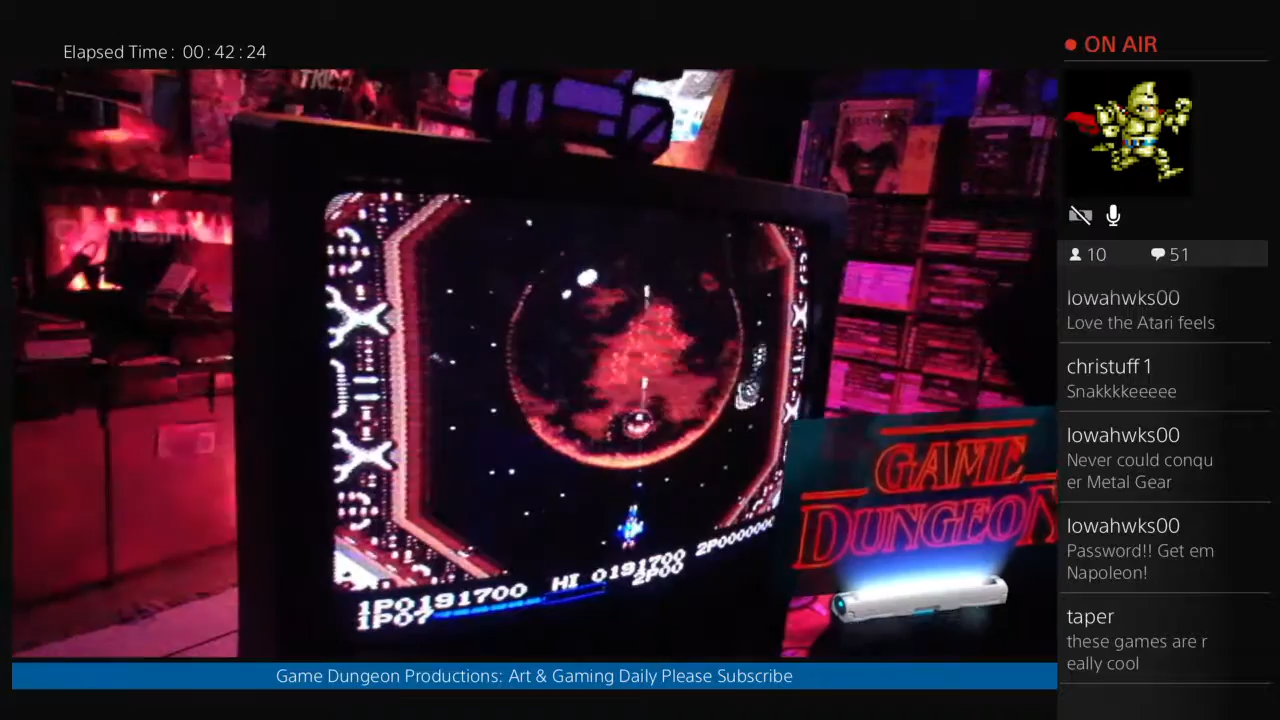 Elapsed Time: 00:42:24
ON AIR
10 51
lowahwks00
Love the Atari feels
christuff1
Snakkkkeeeee
lowahwks00
Never could conqu
er Metal Gear
lowahwks00
Password!! Get em
Napoleon!
taper
these games are r
eally cool
GAME
DUNGEON
1P0191700 HI 0191700 2P0000000
1P07 2P00
Game Dungeon Productions: Art & Gaming Daily Please Subscribe